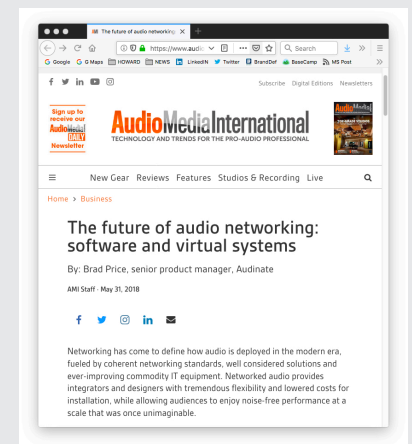 The future of audio networking
https://www.audio
Search
Google
G Maps
HOWARD
NEWS
LinkedIN
Twitter
BrandDef
BaseCamp
MS Post
Subscribe Digital Editions Newsletters
Sign up to
receive our
AudioMedia
DAILY
Newsletter
AudioMediaInternational
TECHNOLOGY AND TRENDS FOR THE PRO-AUDIO PROFESSIONAL
AudioMedia
New Gear Reviews Features Studios & Recording Live
Home > Business
The future of audio networking:
software and virtual systems
By: Brad Price, senior product manager, Audinate
AMI Staff · May 31, 2018
Networking has come to define how audio is deployed in the modern era,
fueled by coherent networking standards, well considered solutions and
ever-improving commodity IT equipment. Networked audio provides
integrators and designers with tremendous flexibility and lowered costs for
installation, while allowing audiences to enjoy noise-free performance at a
scale that was once unimaginable.